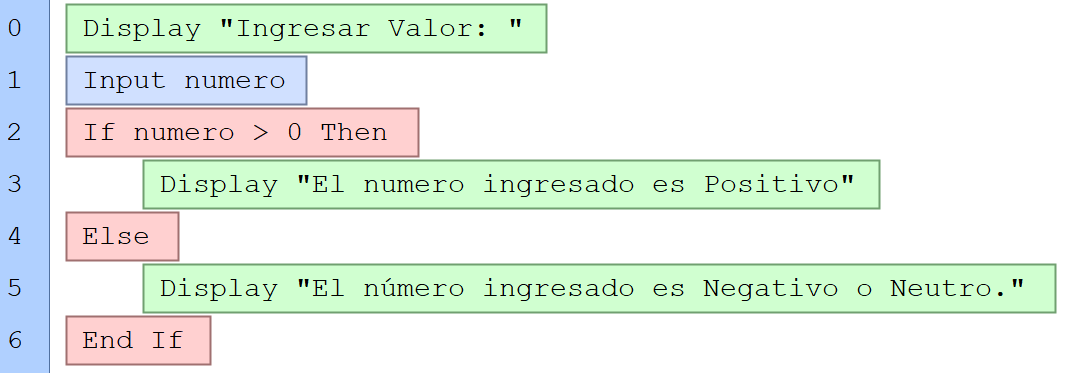 0 Display "Ingresar Valor: "
1 Input numero
2 If numero > 0 Then
3 Display "El numero ingresado es Positivo"
4 Else
5 Display "El número ingresado es Negativo o Neutro."
6 End If